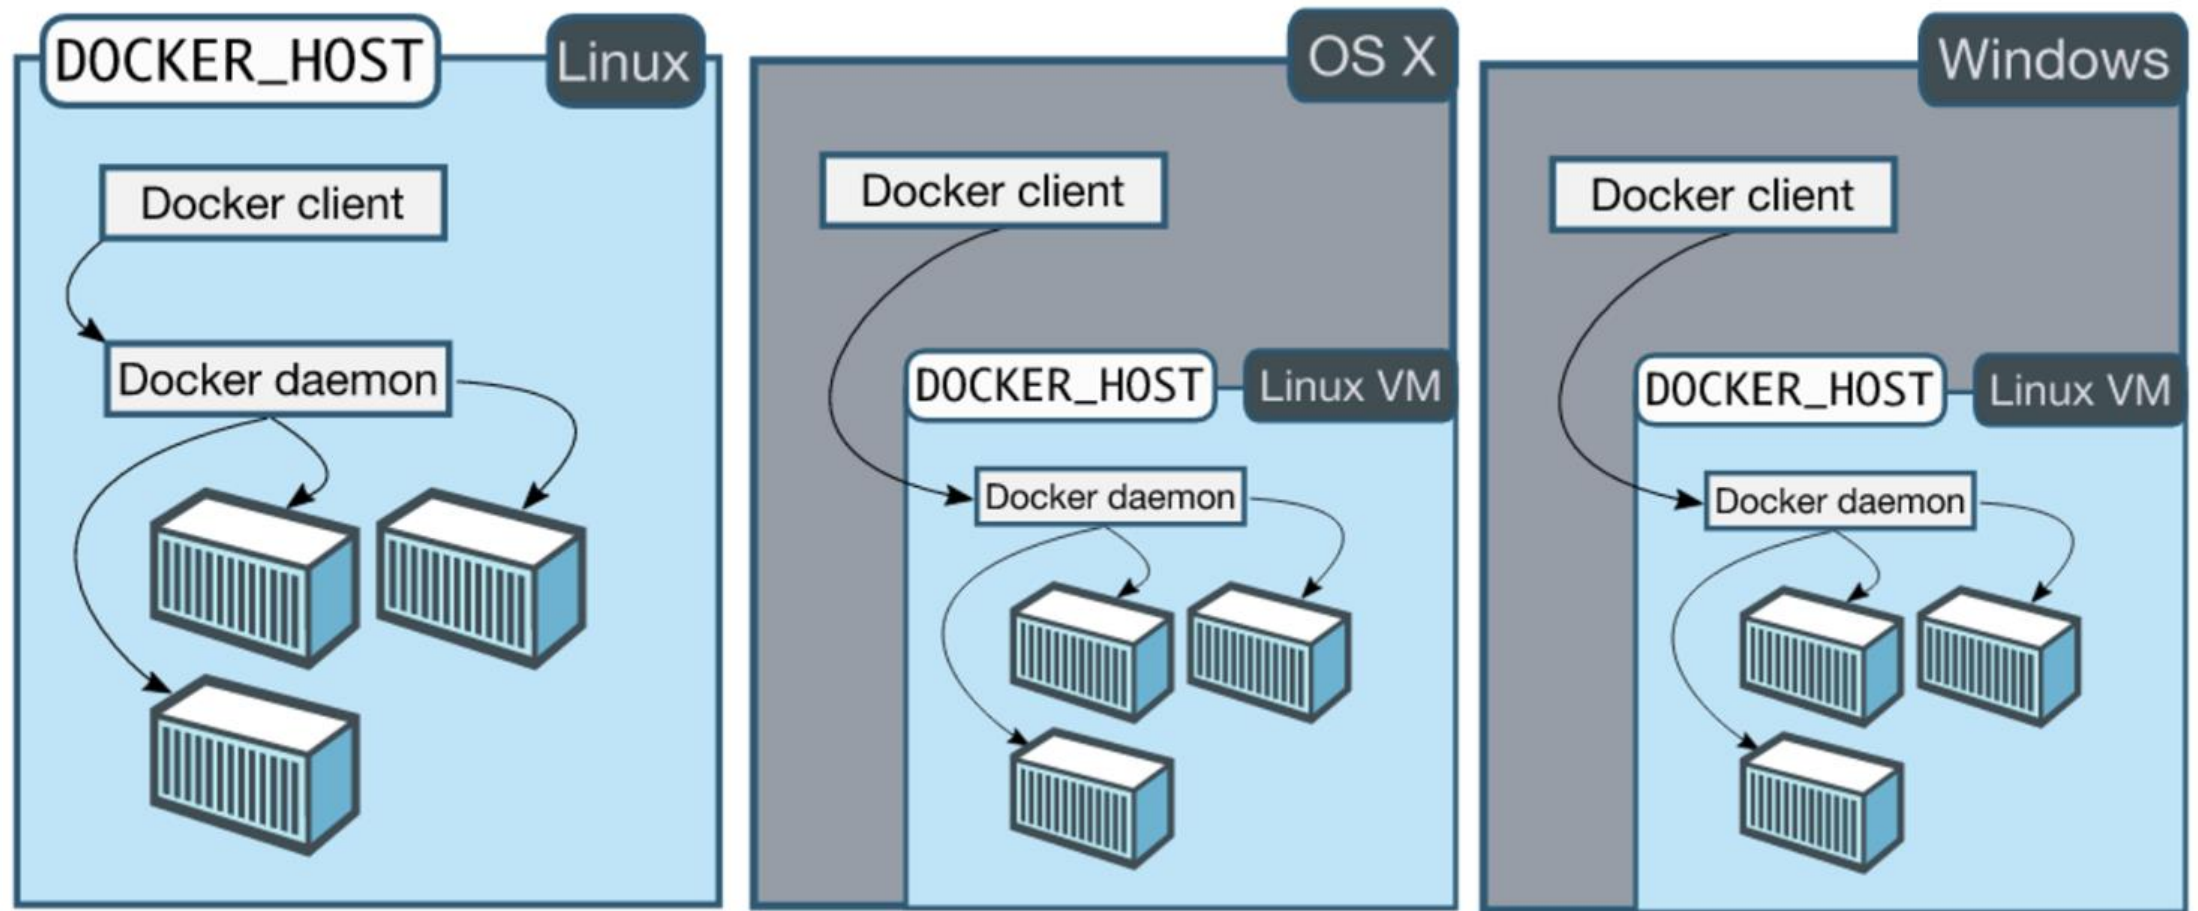 DOCKER_HOST
Linux
Docker client
Docker daemon
OS X
Docker client
DOCKER_HOST
Linux VM
Docker daemon
Windows
Docker client
DOCKER_HOST
Linux VM
Docker daemon